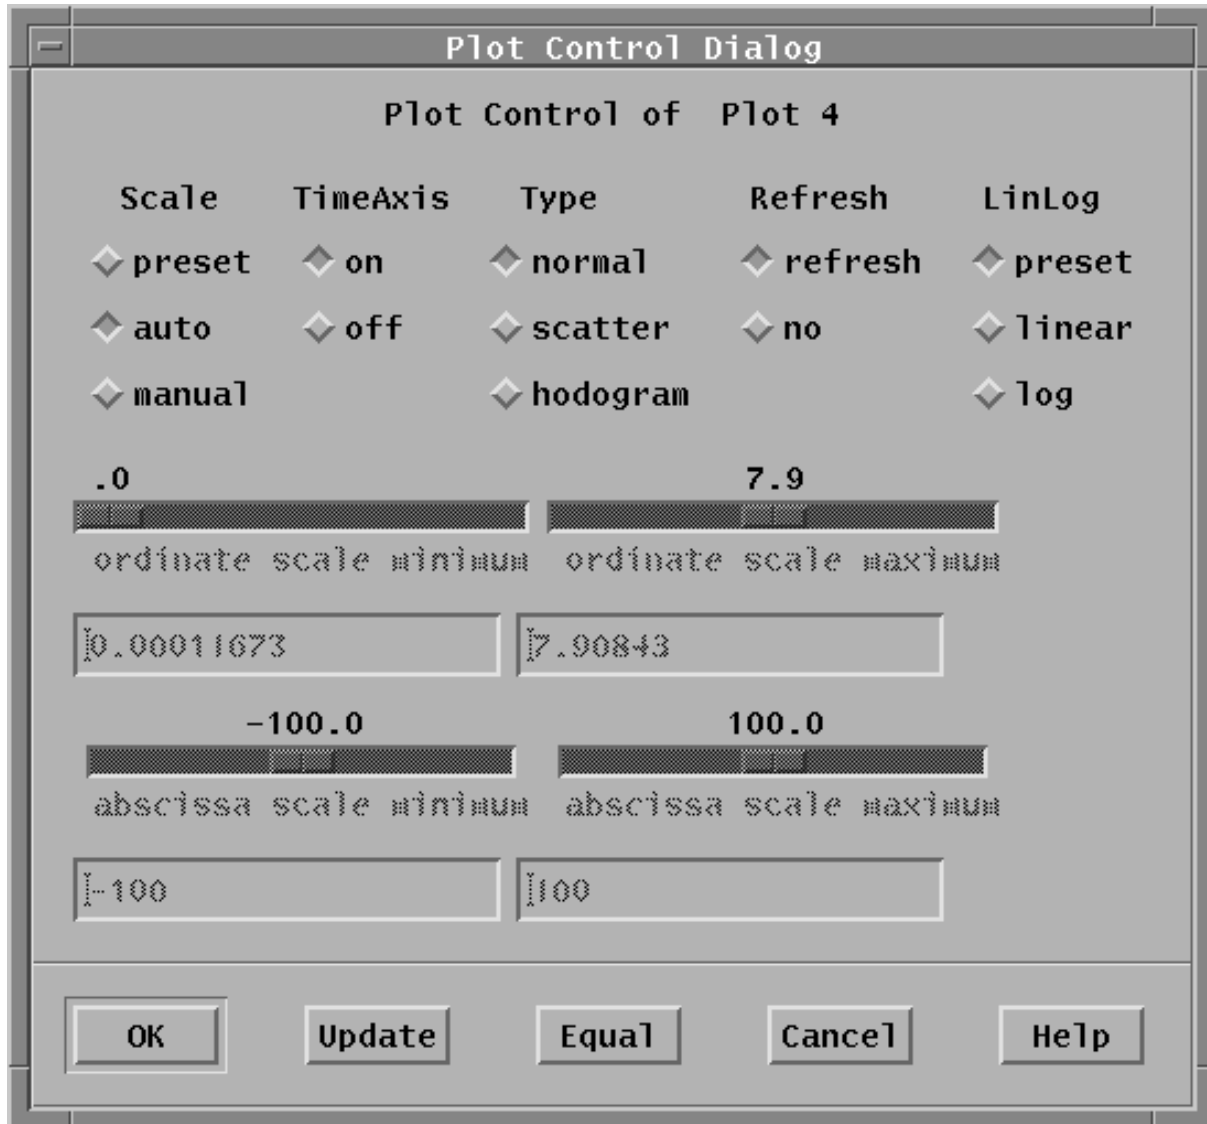 Plot Control Dialog
Plot Control of Plot 4
Scale TimeAxis Type Refresh LinLog
preset on normal refresh preset
auto off scatter no linear
manual hodogram log
.0 7.9
ordinate scale minimum ordinate scale maximum
0.00011673 7.90843
-100.0 100.0
abscissa scale minimum abscissa scale maximum
-100 100
OK Update Equal Cancel Help